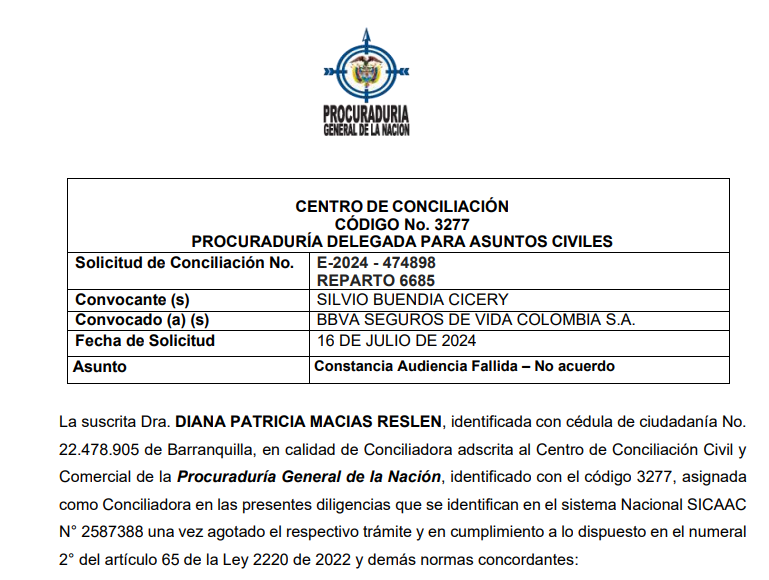 PROCURADURIA
GENERAL DE LA NACION
CENTRO DE CONCILIACIÓN
CÓDIGO No. 3277
PROCURADURÍA DELEGADA PARA ASUNTOS CIVILES
Solicitud de Conciliación No. E-2024 - 474898
REPARTO 6685
Convocante (s) SILVIO BUENDIA CICERY
Convocado (a) (s) BBVA SEGUROS DE VIDA COLOMBIA S.A.
Fecha de Solicitud 16 DE JULIO DE 2024
Asunto Constancia Audiencia Fallida – No acuerdo
La suscrita Dra. DIANA PATRICIA MACIAS RESLEN, identificada con cédula de ciudadanía No.
22.478.905 de Barranquilla, en calidad de Conciliadora adscrita al Centro de Conciliación Civil y
Comercial de la Procuraduría General de la Nación, identificado con el código 3277, asignada
como Conciliadora en las presentes diligencias que se identifican en el sistema Nacional SICAAC
N° 2587388 una vez agotado el respectivo trámite y en cumplimiento a lo dispuesto en el numeral
2° del artículo 65 de la Ley 2220 de 2022 y demás normas concordantes: